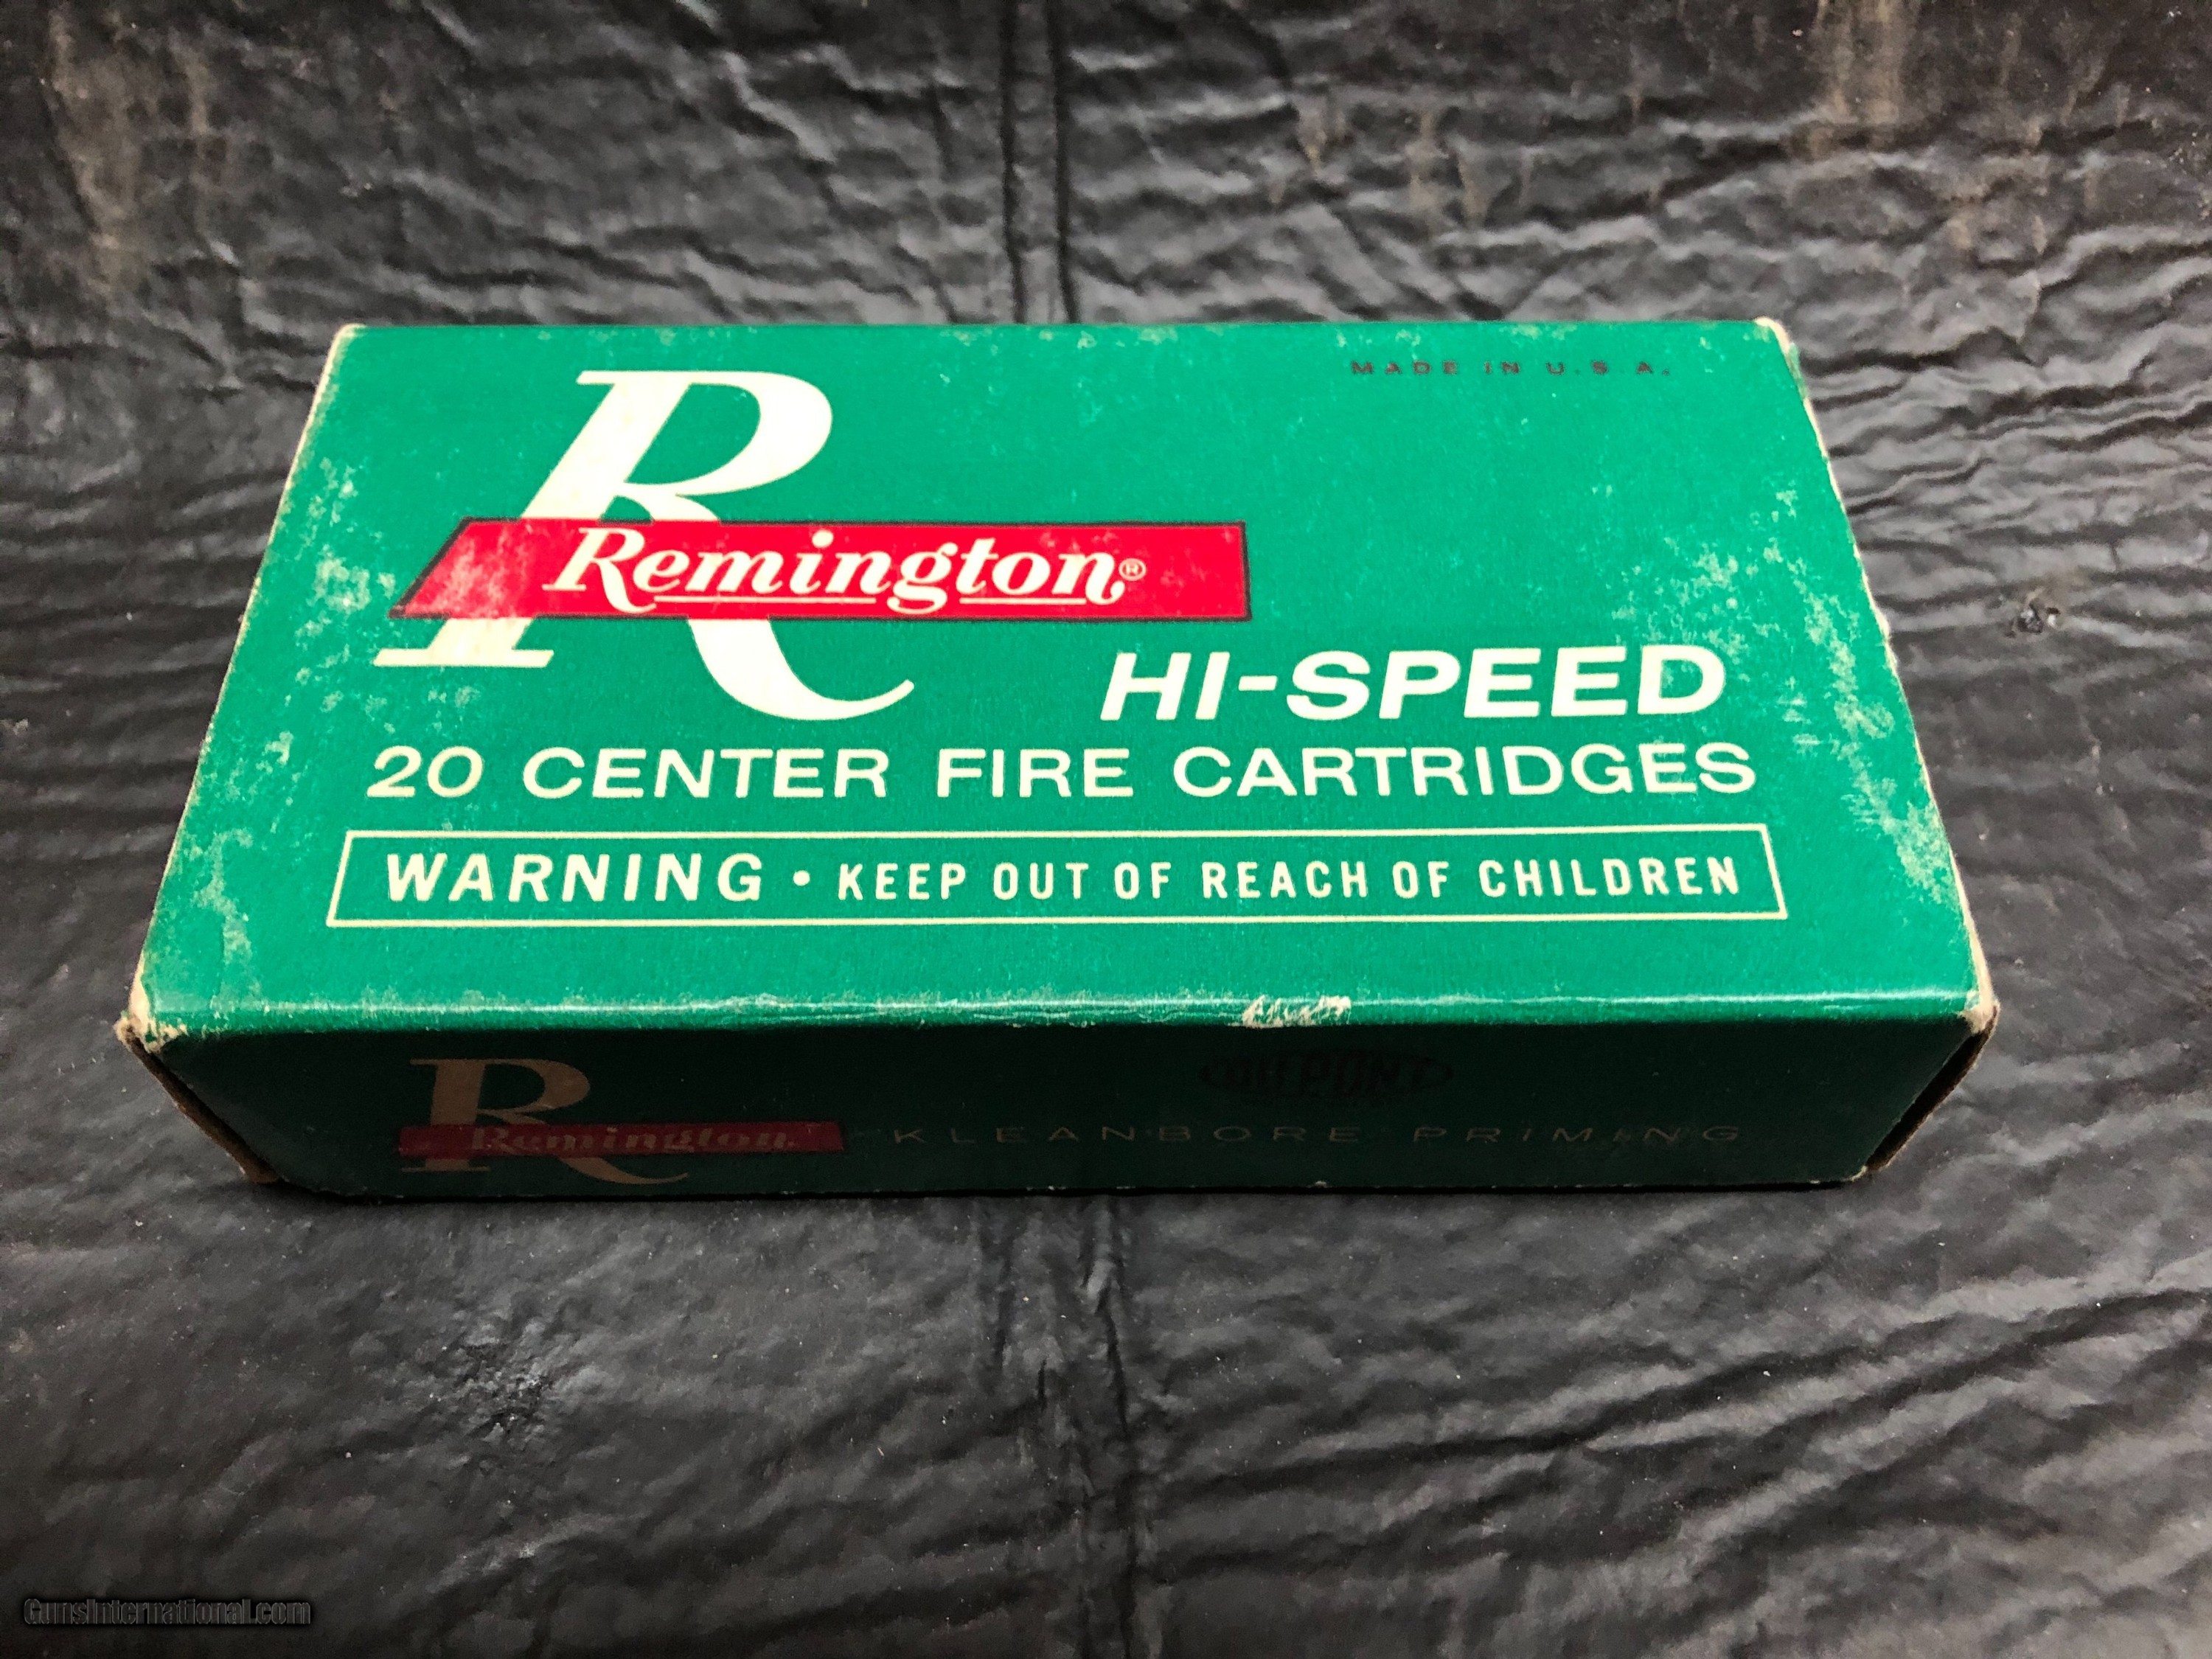 MADE IN U.S.A.
R
Remington®
HI-SPEED
20 CENTER FIRE CARTRIDGES
WARNING • KEEP OUT OF REACH OF CHILDREN
DU PONT
R
Remington
KLEANBORE PRIMING
GunsInternational.com